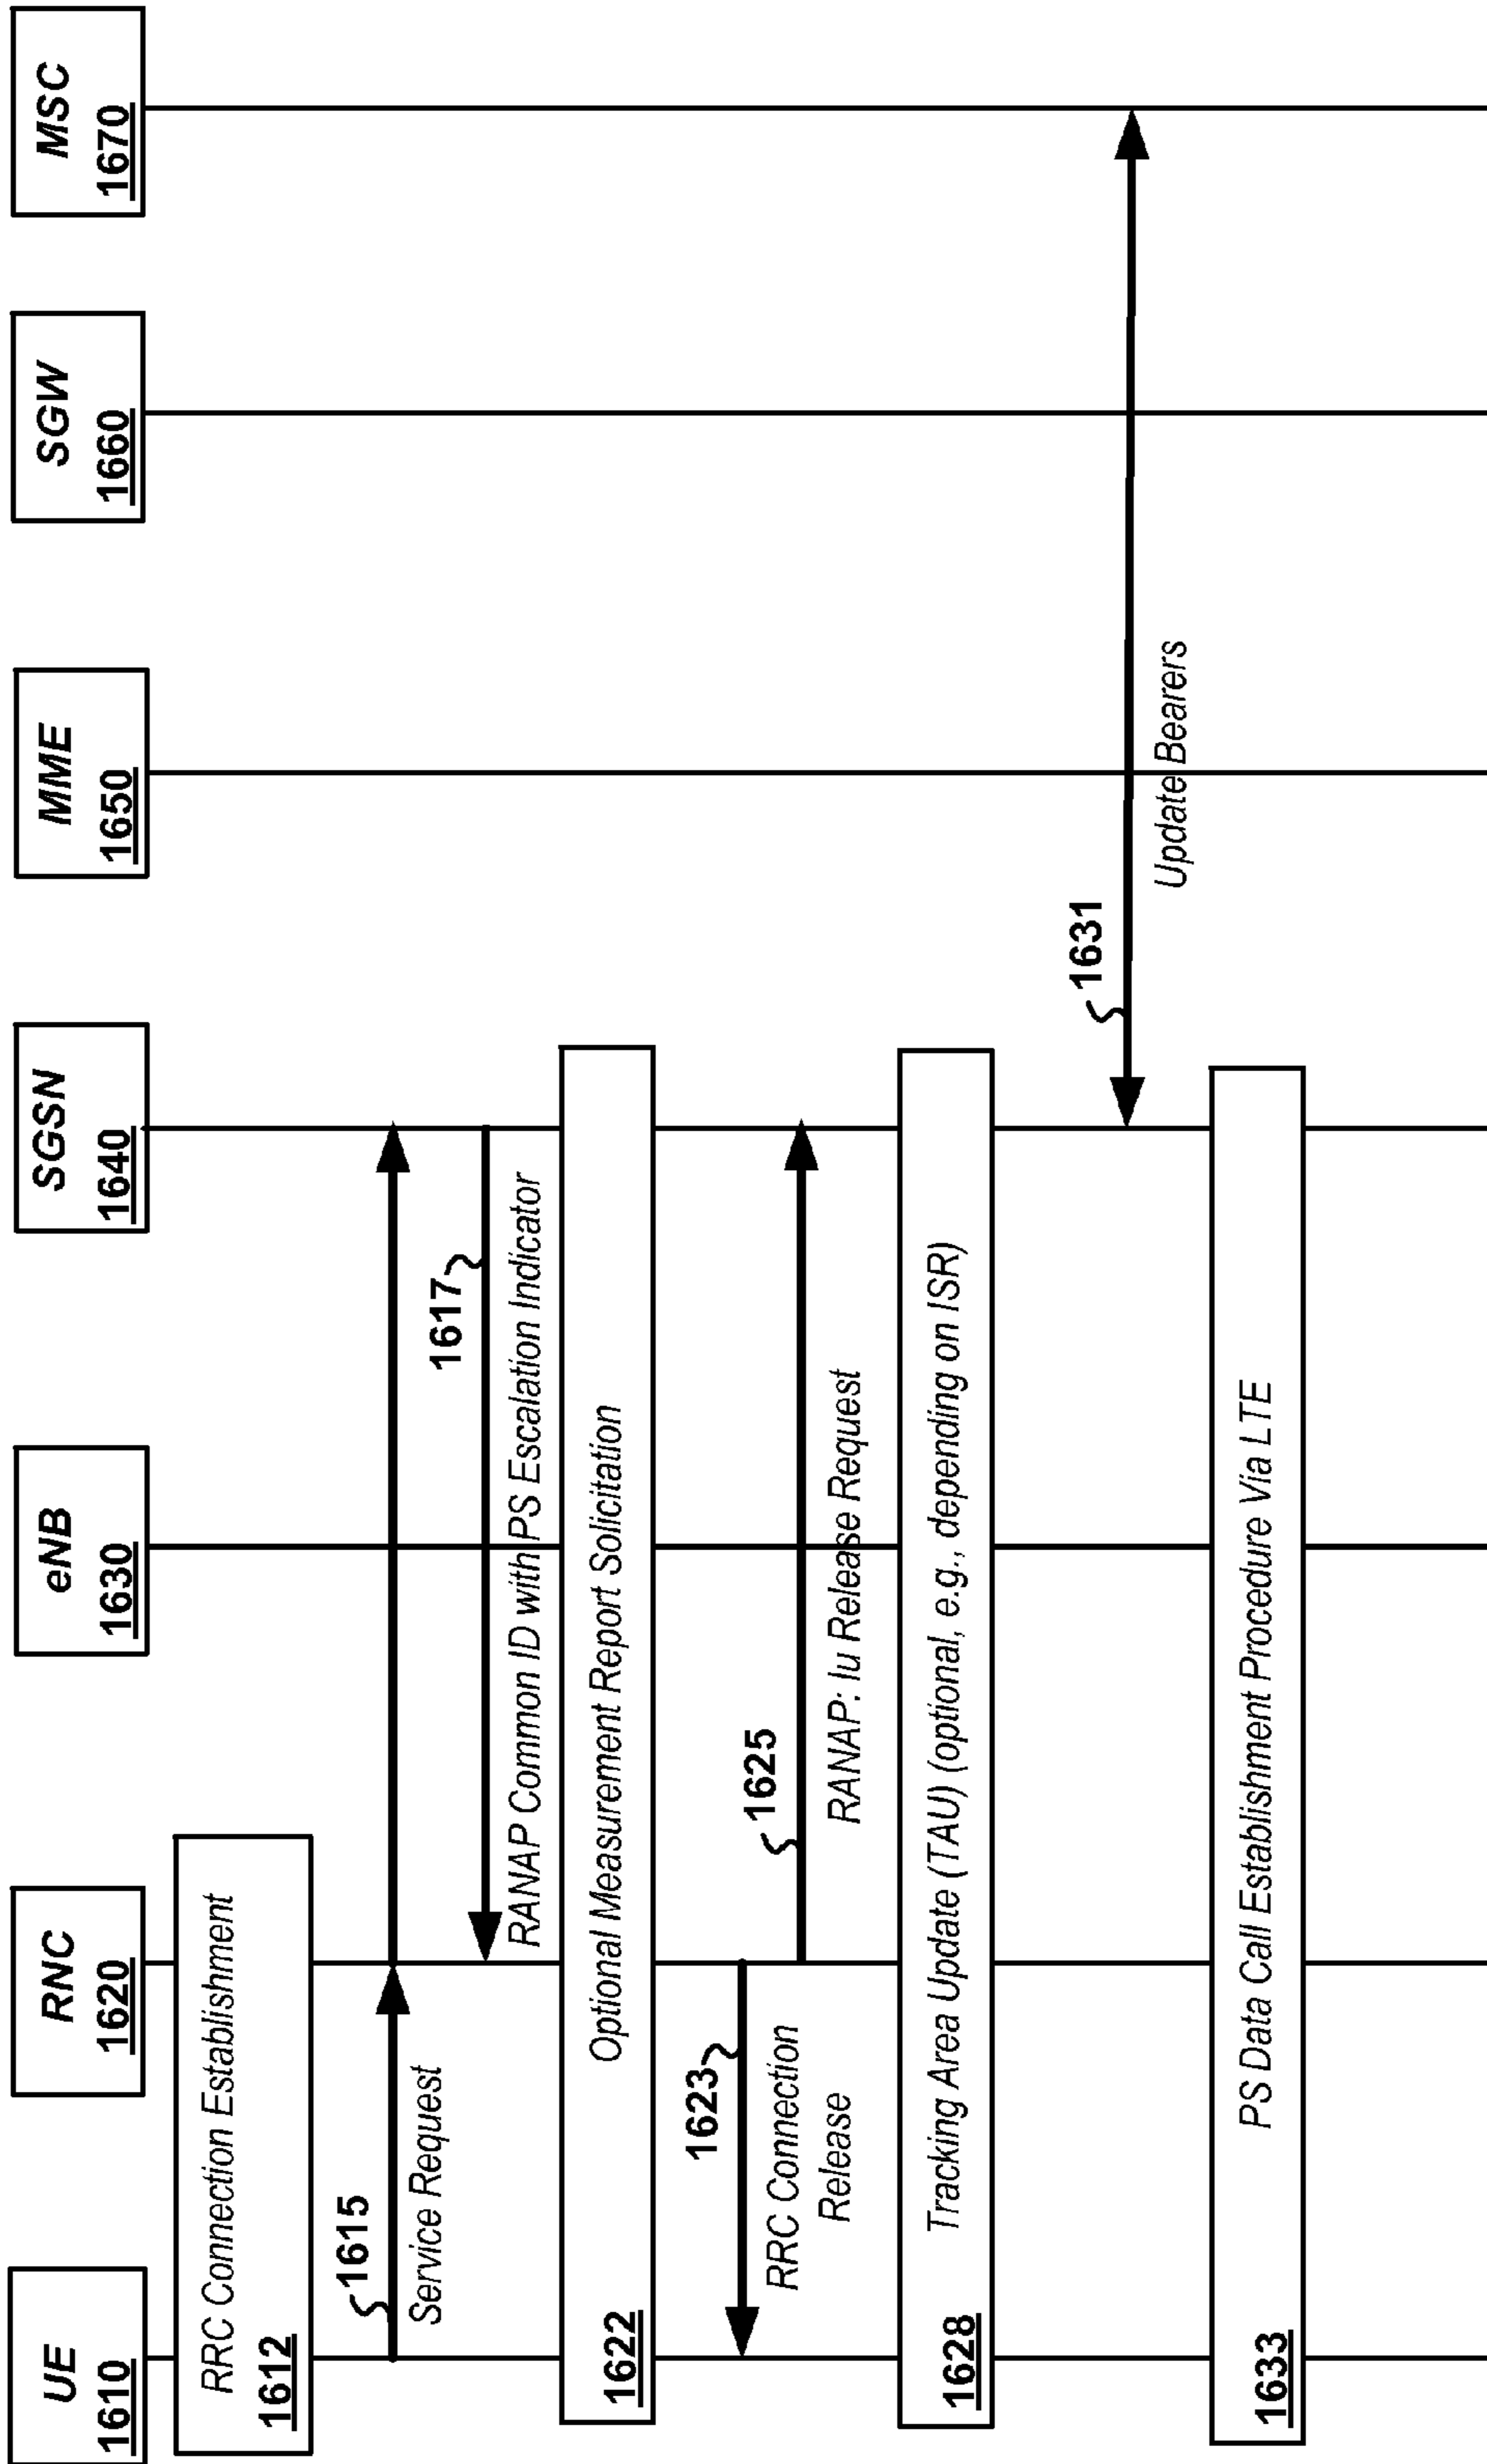 UE
1610
RNC
1620
eNB
1630
SGSN
1640
MME
1650
SGW
1660
MSC
1670
RRC Connection Establishment
1612
1615
Service Request
1617
RANAP Common ID with PS Escalation Indicator
Optional Measurement Report Solicitation
1622
1623
RRC Connection
Release
1625
RANAP: Iu Release Request
Tracking Area Update (TAU) (optional, e.g., depending on ISR)
1628
1631
Update Bearers
PS Data Call Establishment Procedure Via LTE
1633